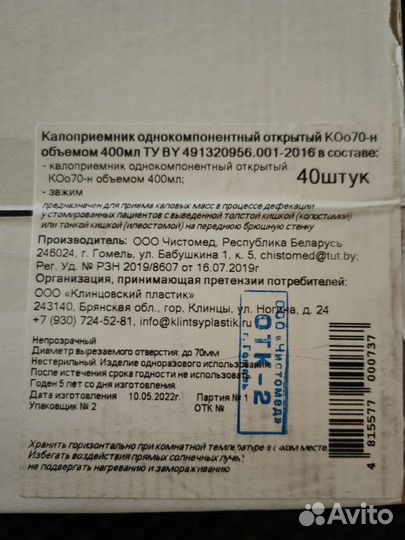 Калоприемник однокомпонентный открытый КОо70-н
объемом 400мл ТУ BY 491320956.001-2016 в составе:
- калоприемник однокомпонентный открытый
КОо70-н объемом 400мл;
- зажим
40штук
предназначен для приема каловых масс в процессе дефекации
у стомированных пациентов с выведенной толстой кишкой (колостомой)
или тонкой кишкой (илеостомой) на переднюю брюшную стенку
Производитель: ООО Чистомед, Республика Беларусь
246024, г. Гомель, ул. Бабушкина 1, к. 5, chistomed@tut.by;
Рег. Уд. № РЗН 2019/8607 от 16.07.2019г
Организация, принимающая претензии потребителей:
ООО «Клинцовский пластик»
243140, Брянская обл., гор. Клинцы, ул. Ногина, д. 24
+7 (930) 724-52-81, info@klintsyplastik.ru
Непрозрачный
Диаметр вырезаемого отверстия: до 70мм
Нестерильный. Изделие одноразового использования.
После истечения срока годности не использовать.
Годен 5 лет со дня изготовления.
Дата изготовления 10.05.2022г. Партия № 1
Упаковщик № 2 ОТК №
Хранить горизонтально при комнатной температуре в сухом месте.
Избегать воздействия прямых солнечных лучей,
не подвергать нагреванию и замораживанию
ООО «Чистомед»
ОТК-2
г. Гомель
4 815577 000737
Avito